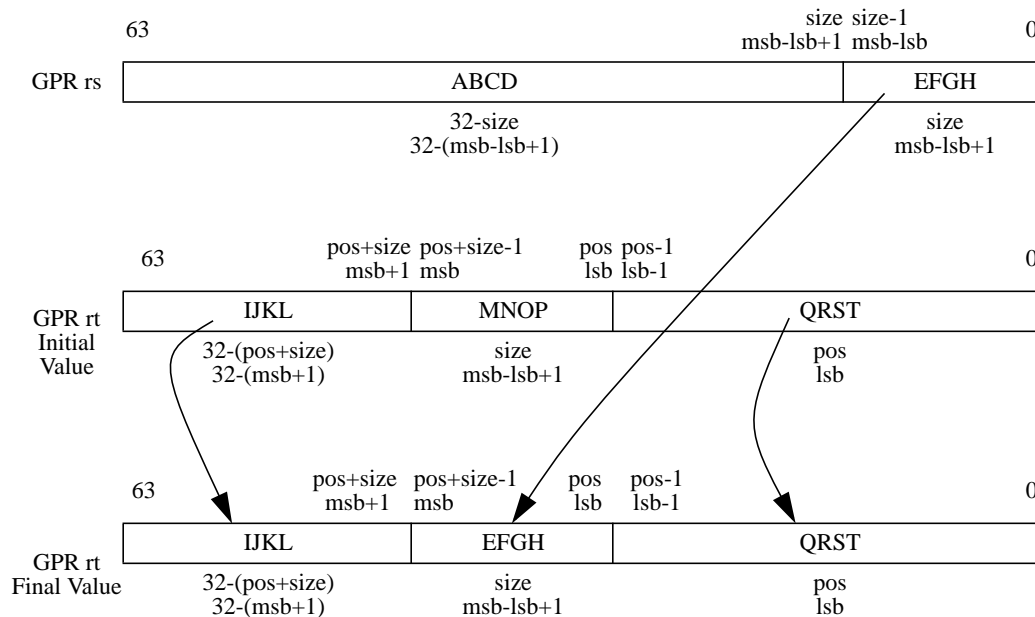 63 size size-1 0
msb-lsb+1 msb-lsb
GPR rs ABCD EFGH
32-size size
32-(msb-lsb+1) msb-lsb+1
63 pos+size pos+size-1 pos pos-1 0
msb+1 msb lsb lsb-1
GPR rt IJKL MNOP QRST
Initial
Value
32-(pos+size) size pos
32-(msb+1) msb-lsb+1 lsb
63 pos+size pos+size-1 pos pos-1 0
msb+1 msb lsb lsb-1
GPR rt IJKL EFGH QRST
Final Value
32-(pos+size) size pos
32-(msb+1) msb-lsb+1 lsb